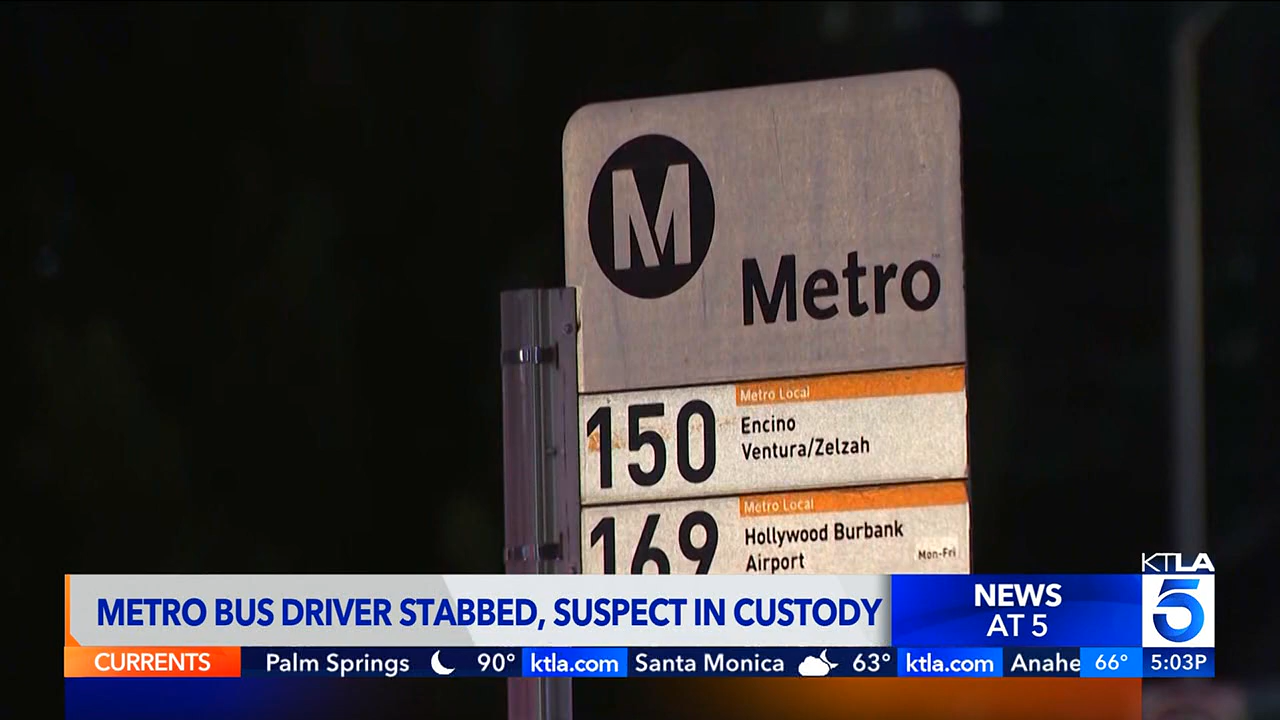 M
Metro
Metro Local
150
Encino
Ventura/Zelzah
Metro Local
169
Hollywood Burbank
Airport
Mon-Fri
KTLA
5
METRO BUS DRIVER STABBED, SUSPECT IN CUSTODY
NEWS
AT 5
CURRENTS Palm Springs 90° ktla.com Santa Monica 63° ktla.com Anahe 66° 5:03P